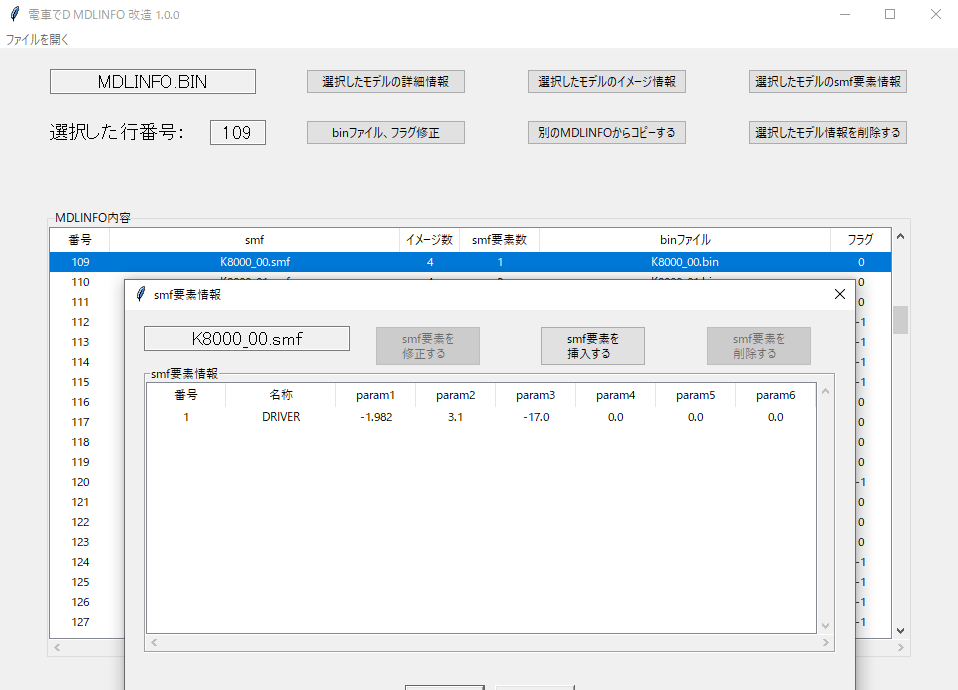 電車でD MDLINFO 改造 1.0.0
ファイルを開く
MDLINFO.BIN 選択したモデルの詳細情報 選択したモデルのイメージ情報 選択したモデルのsmf要素情報
選択した行番号: 109 binファイル、フラグ修正 別のMDLINFOからコピーする 選択したモデル情報を削除する
MDLINFO内容
番号 smf イメージ数 smf要素数 binファイル フラグ
109 K8000_00.smf 4 1 K8000_00.bin 0
110 0
smf要素情報
111 0
112 -1
K8000_00.smf smf要素を修正する smf要素を挿入する smf要素を削除する
113 -1
114 -1
smf要素情報
115 -1
番号 名称 param1 param2 param3 param4 param5 param6
116 0
1 DRIVER -1.982 3.1 -17.0 0.0 0.0 0.0
117 0
118 0
119 0
120 -1
121 0
122 0
123 0
124 -1
125 -1
126 -1
127 -1